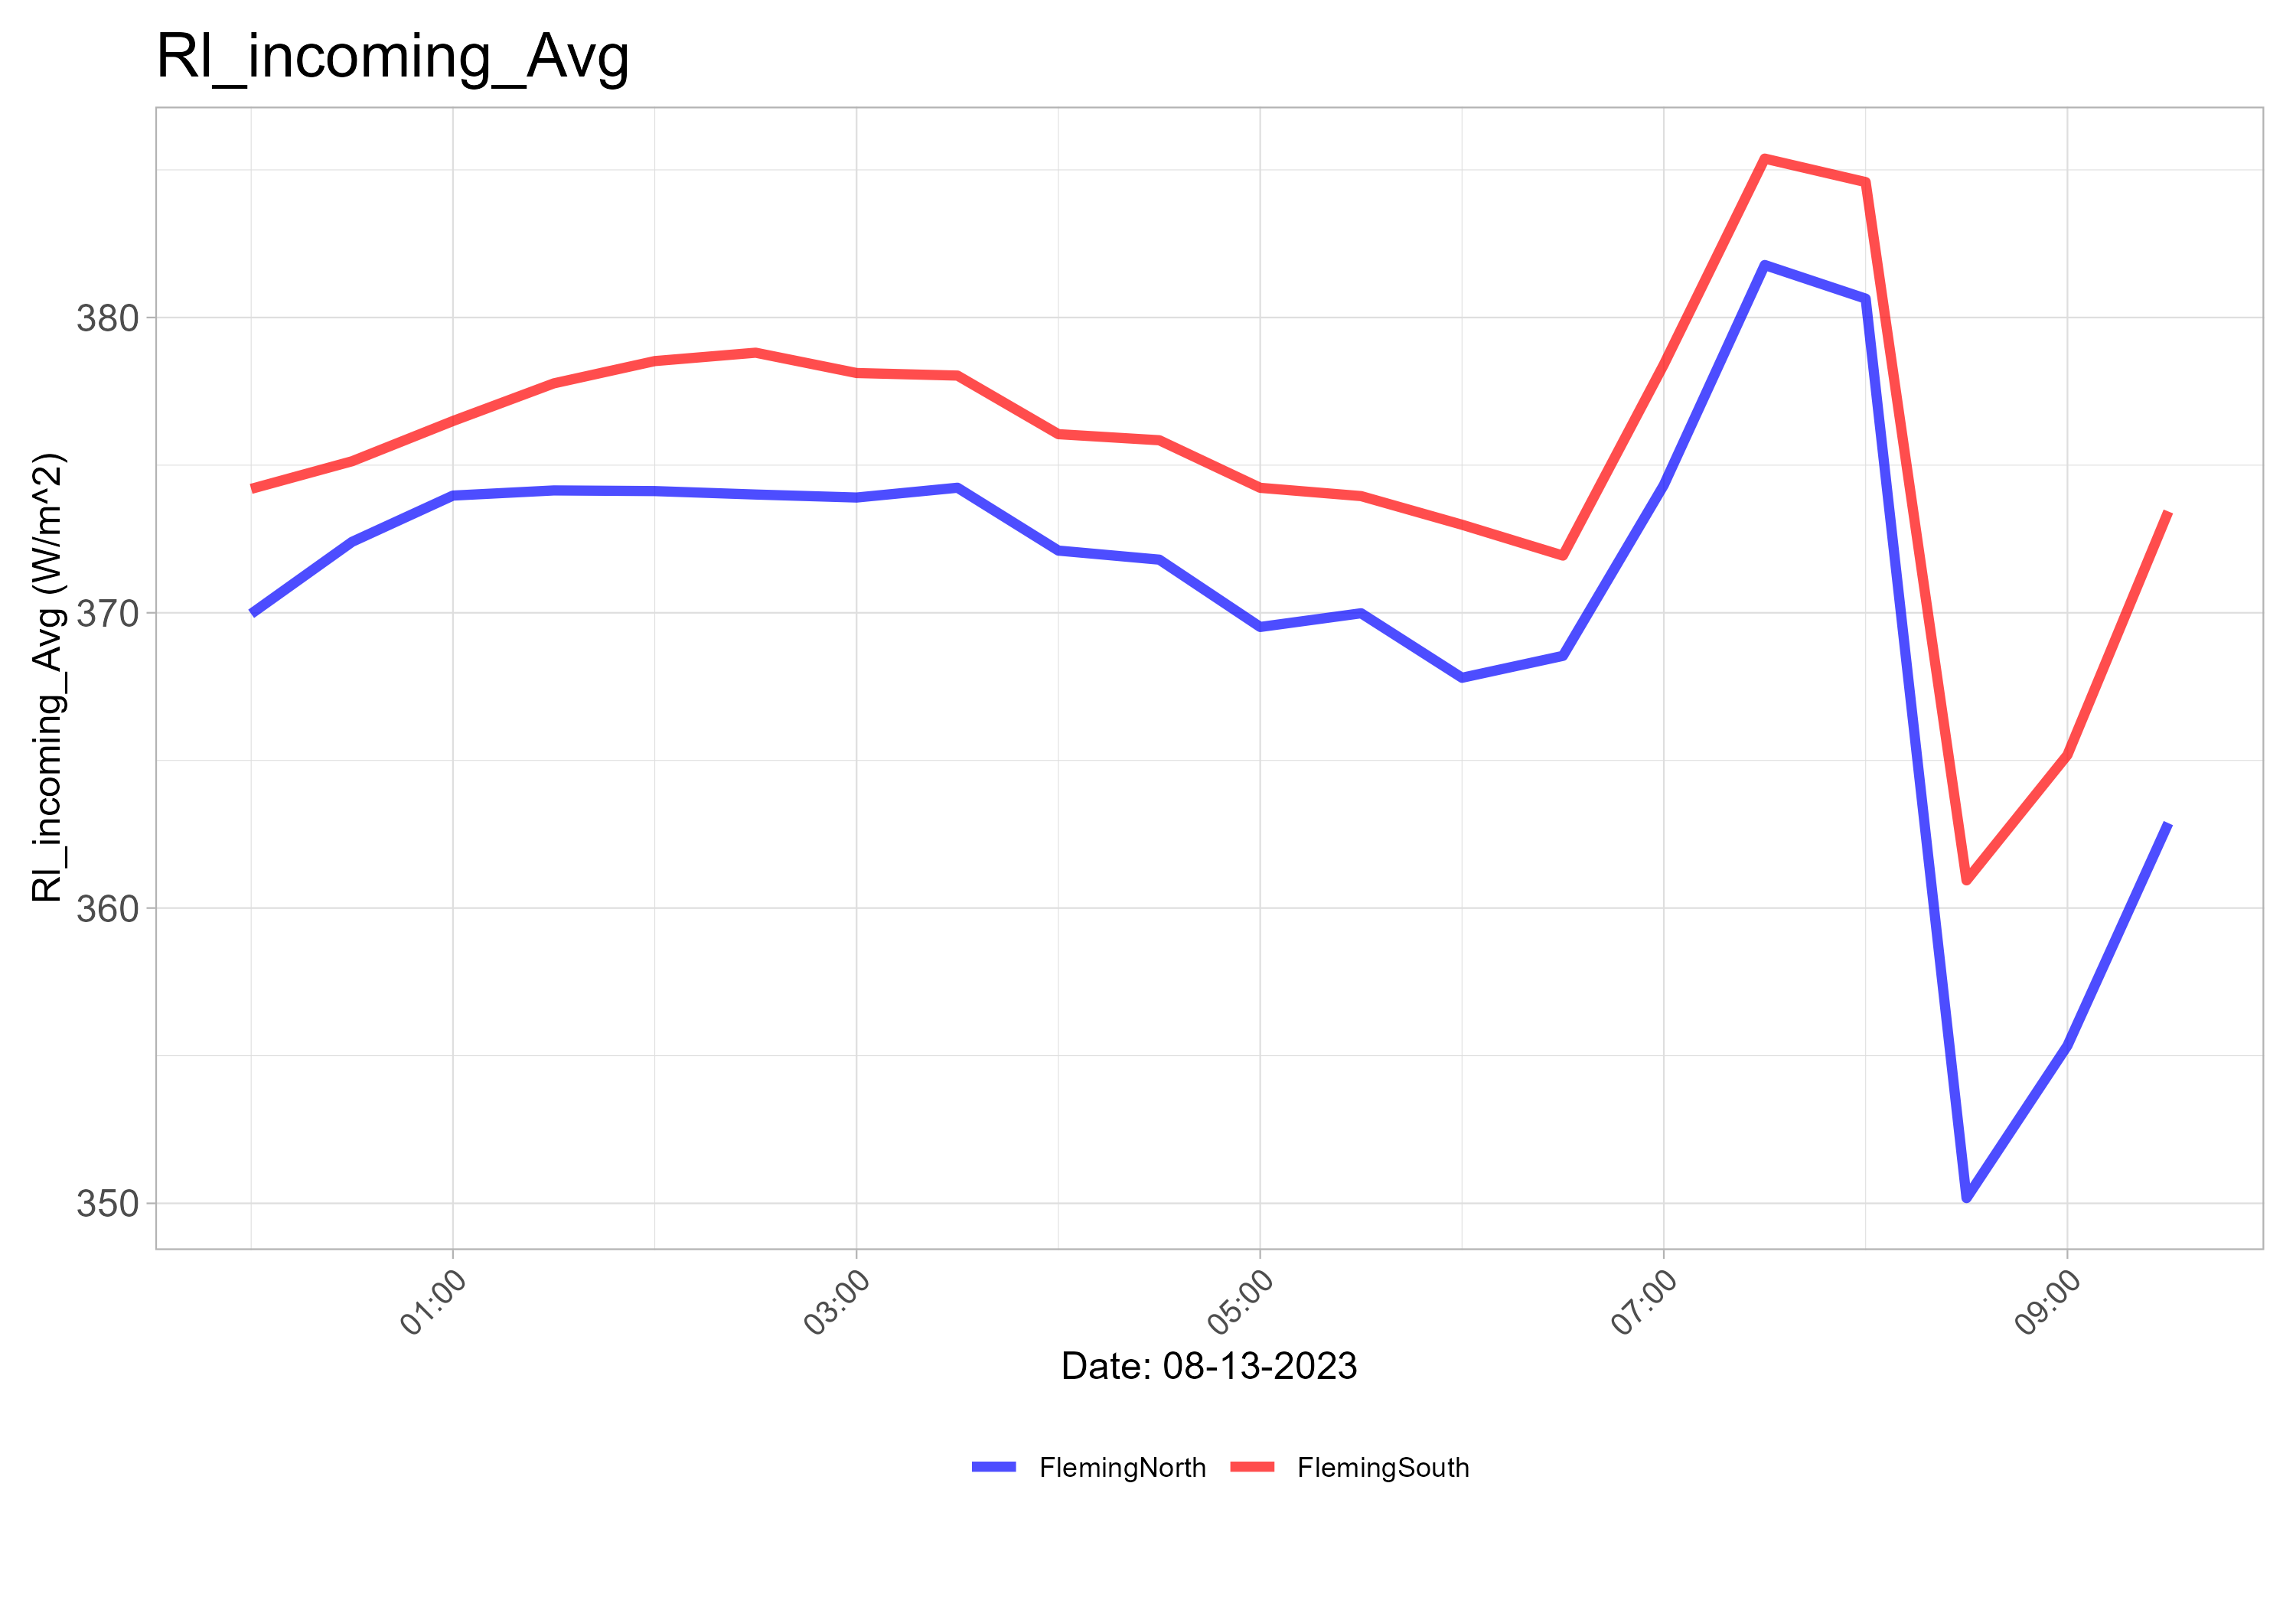 Rl_incoming_Avg
Rl_incoming_Avg (W/m^2)
380
370
360
350
01:00
03:00
05:00
07:00
09:00
Date: 08-13-2023
FlemingNorth
FlemingSouth